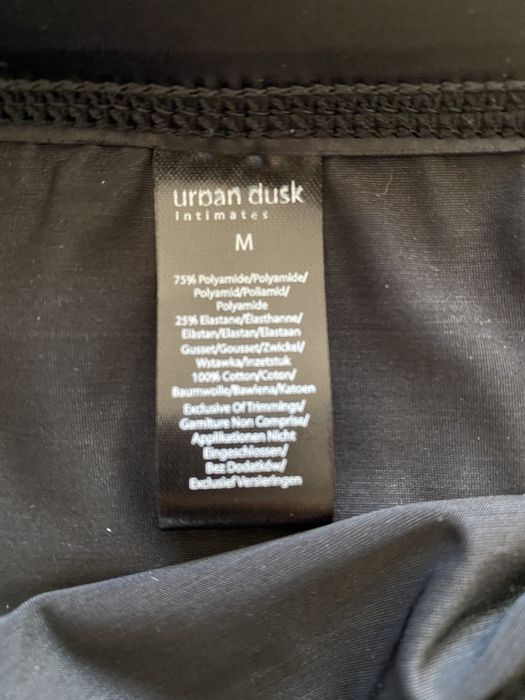 urban dusk
intimates
M
75% Polyamide/Polyamide/
Polyamid/Poliamid/
Polyamide
25% Elastane/Elasthanne/
Elastan/Elastan/Elastaan
Gusset/Gousset/Zwickel/
Wstawka/Inzetstuk
100% Cotton/Coton/
Baumwolle/Bawlena/Katoen
Exclusive Of Trimmings/
Garniture Non Comprise/
Applikationen Nicht
Eingeschlossen/
Bez Dodatków/
Exclusief Versieringen